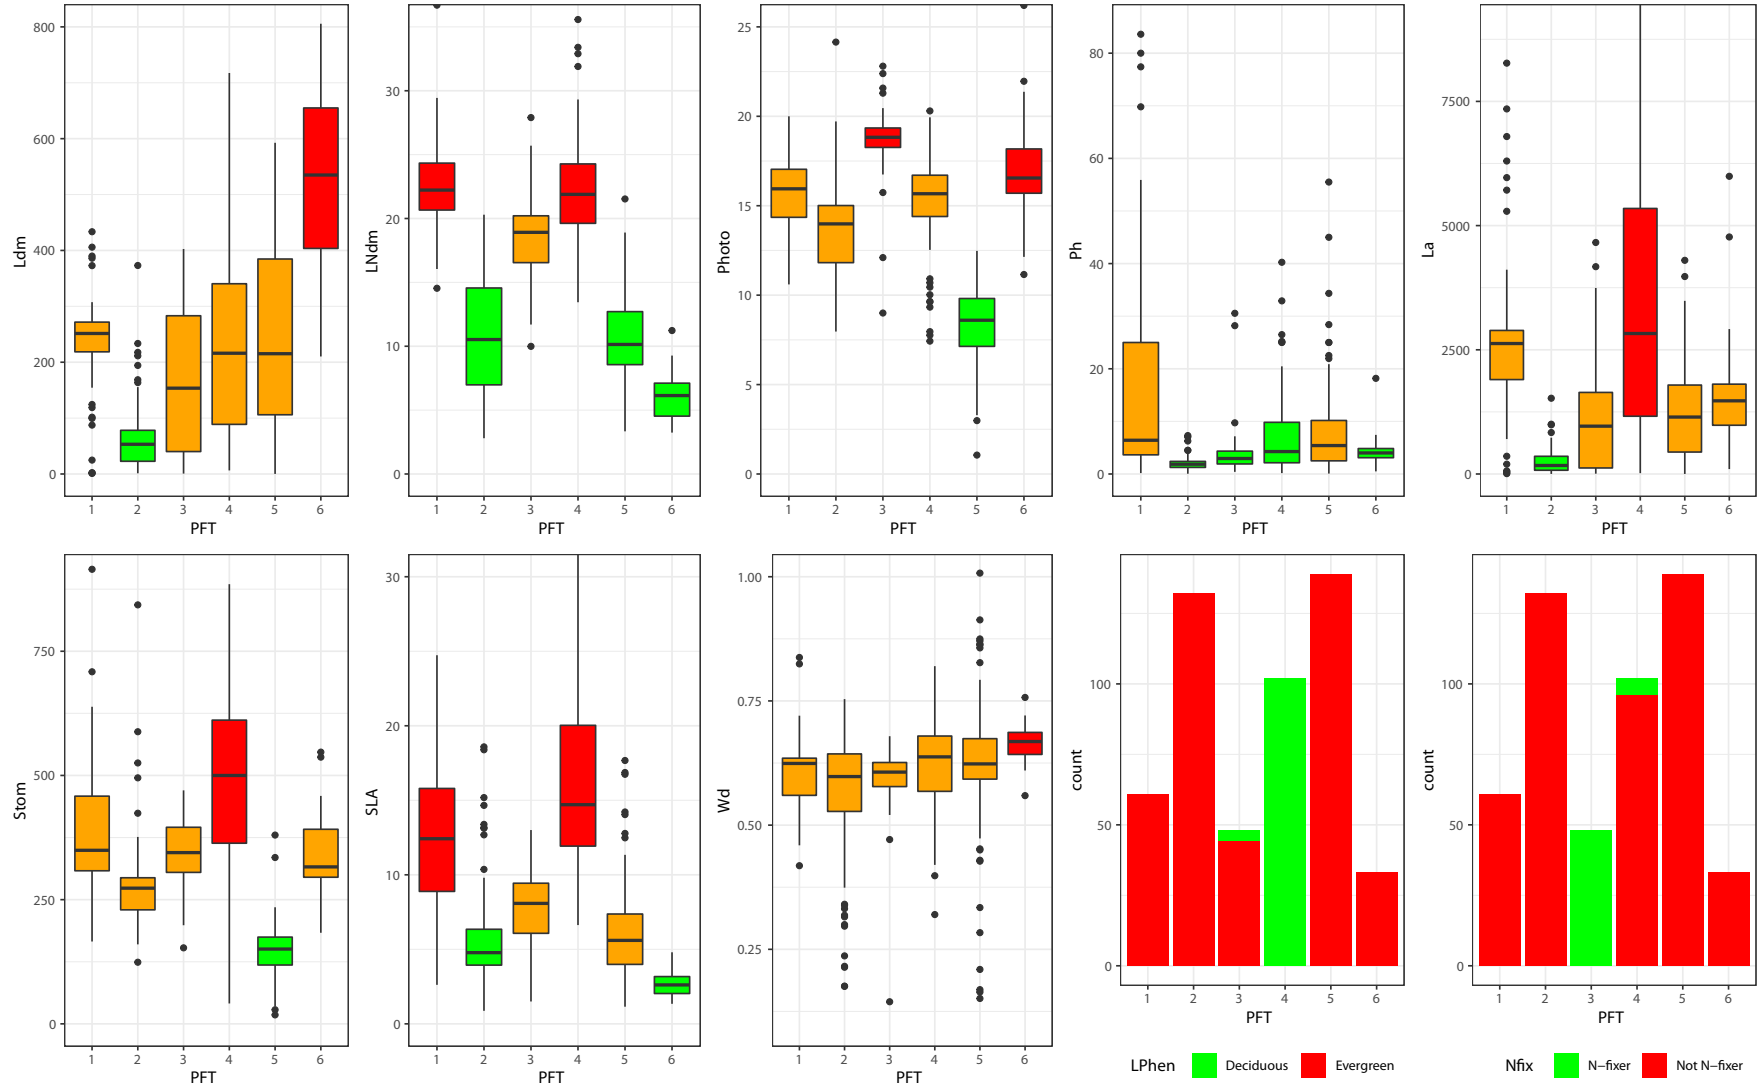 Ldm
800
600
400
200
0
1 2 3 4 5 6
PFT
LNdm
30
20
10
0
1 2 3 4 5 6
PFT
Photo
25
20
15
10
5
0
1 2 3 4 5 6
PFT
Ph
80
60
40
20
0
1 2 3 4 5 6
PFT
La
7500
5000
2500
0
1 2 3 4 5 6
PFT
Stom
750
500
250
0
1 2 3 4 5 6
PFT
SLA
30
20
10
0
1 2 3 4 5 6
PFT
Wd
1.00
0.75
0.50
0.25
1 2 3 4 5 6
PFT
count
100
50
0
1 2 3 4 5 6
PFT
LPhen Deciduous Evergreen
count
100
50
0
1 2 3 4 5 6
PFT
Nfix N−fixer Not N−fixer